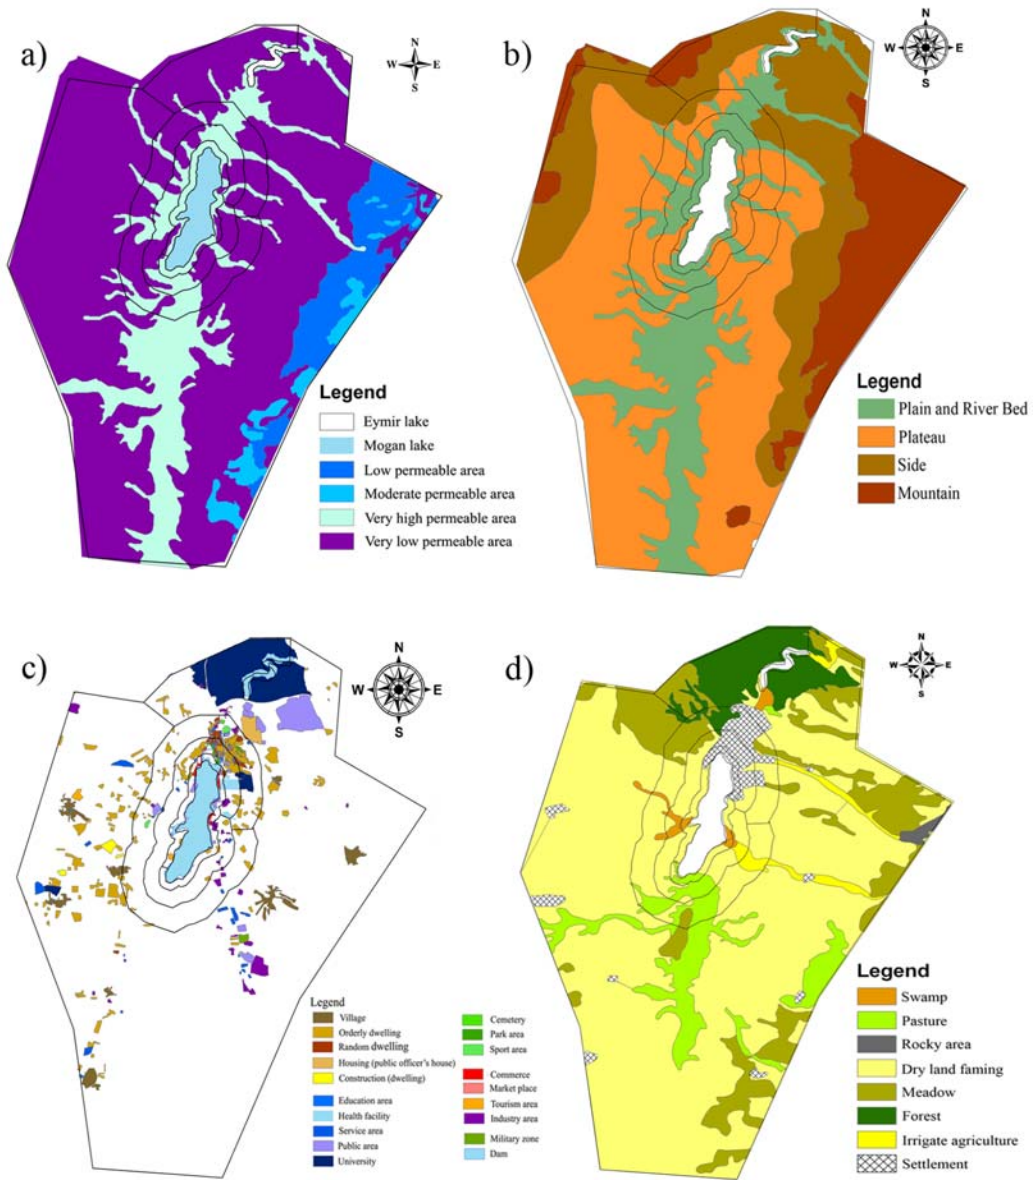 a)
N
W E
S
Legend
Eymir lake
Mogan lake
Low permeable area
Moderate permeable area
Very high permeable area
Very low permeable area
b)
N
W E
S
Legend
Plain and River Bed
Plateau
Side
Mountain
c)
N
W E
S
Legend
Village
Orderly dwelling
Random dwelling
Housing (public officer's house)
Construction (dwelling)
Education area
Health facility
Service area
Public area
University
Cemetery
Park area
Sport area
Commerce
Market place
Tourism area
Industry area
Military zone
Dam
d)
N
W E
S
Legend
Swamp
Pasture
Rocky area
Dry land faming
Meadow
Forest
Irrigate agriculture
Settlement